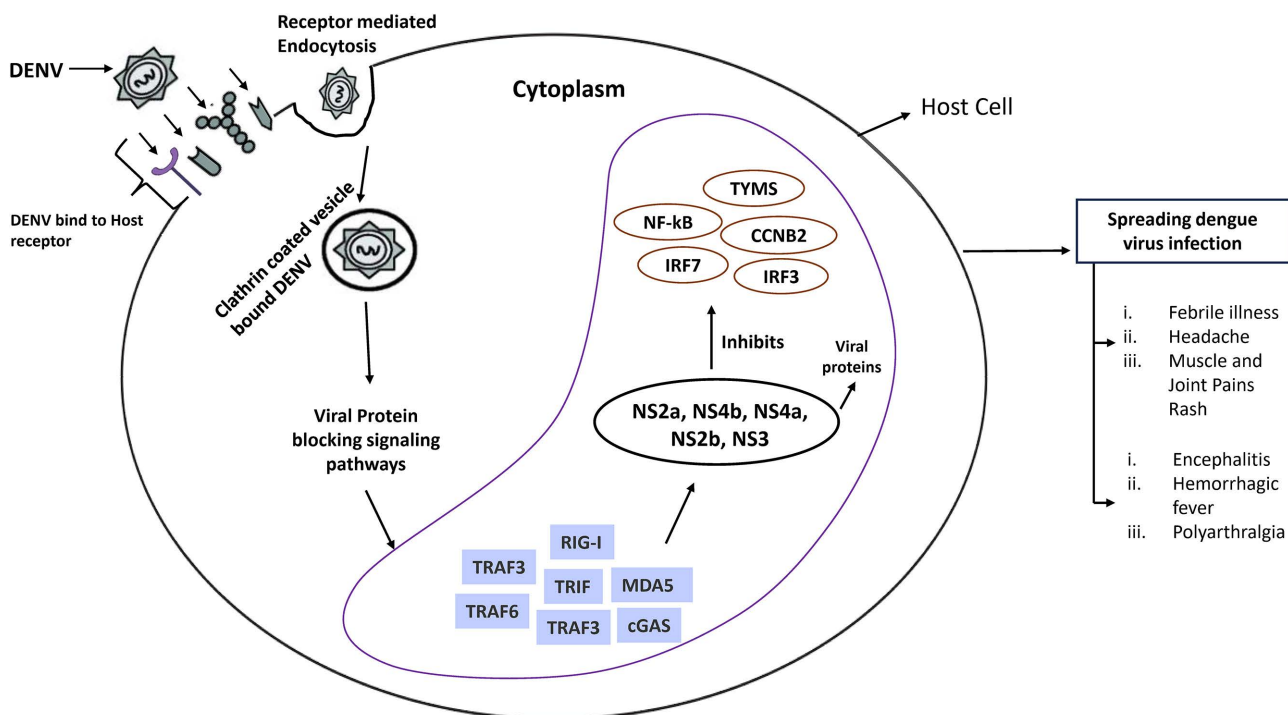 Receptor mediated
Endocytosis
DENV
Cytoplasm
Host Cell
DENV bind to Host
receptor
Clathrin coated vesicle
bound DENV
TYMS
NF-kB
CCNB2
IRF7
IRF3
Inhibits
Viral
proteins
NS2a, NS4b, NS4a,
NS2b, NS3
Viral Protein
blocking signaling
pathways
RIG-I
TRAF3
TRIF
MDA5
TRAF6
TRAF3
cGAS
Spreading dengue
virus infection
i. Febrile illness
ii. Headache
iii. Muscle and
Joint Pains
Rash
i. Encephalitis
ii. Hemorrhagic
fever
iii. Polyarthralgia